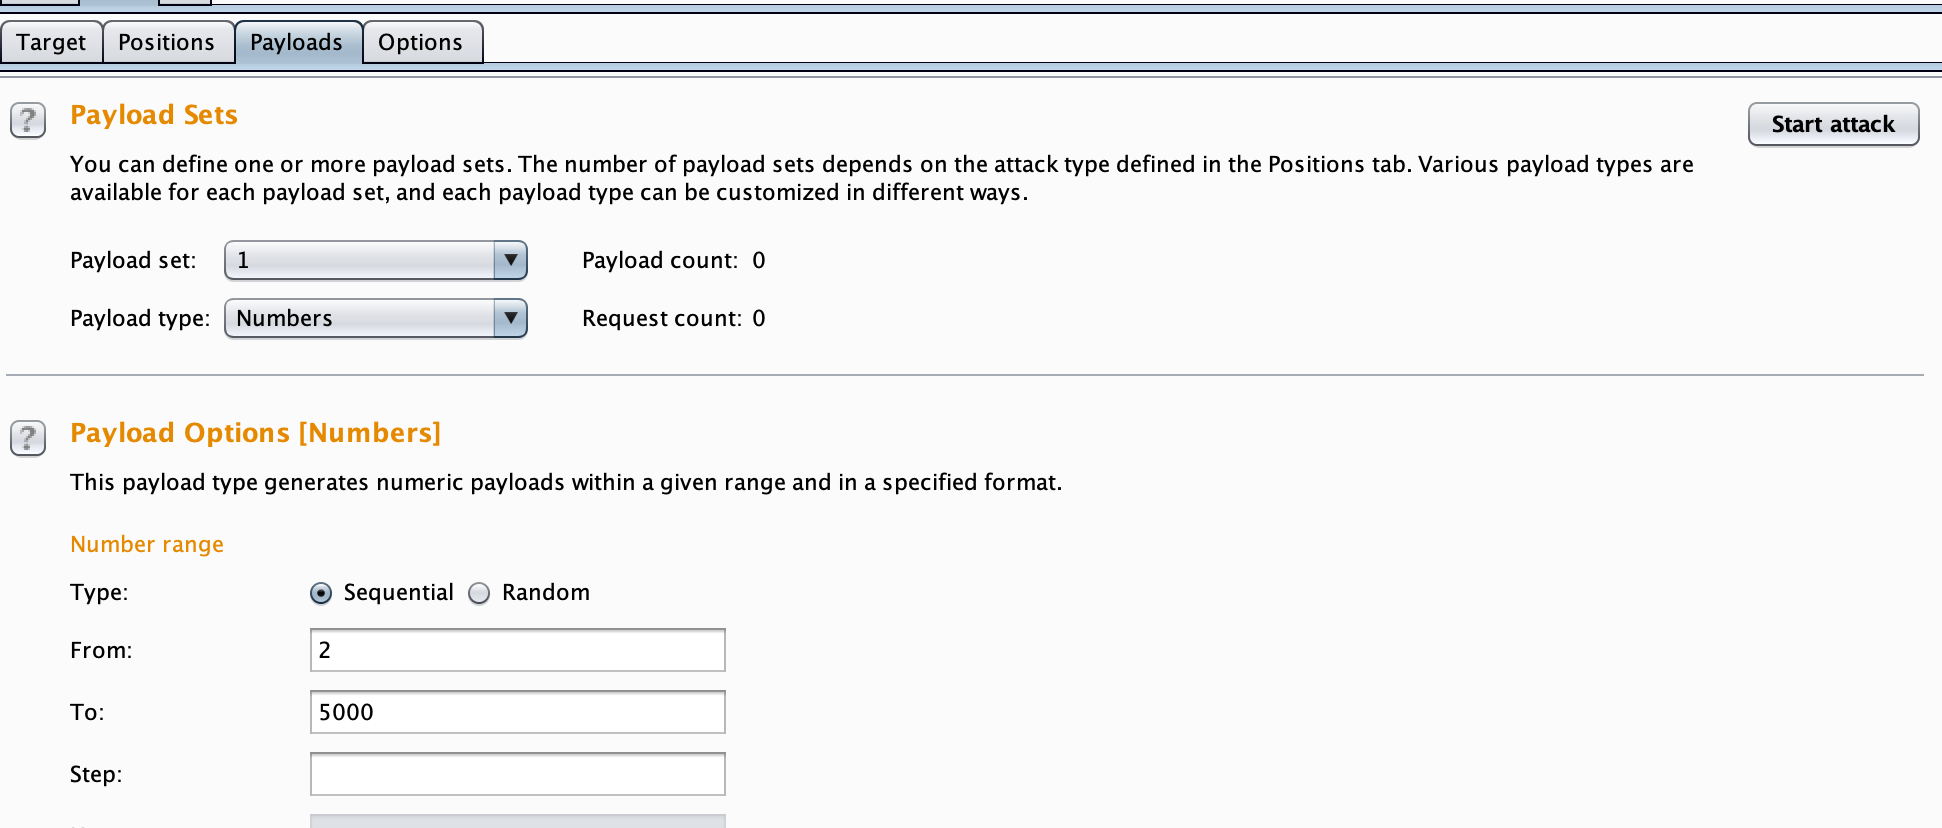 Target Positions Payloads Options
? Payload Sets
Start attack
You can define one or more payload sets. The number of payload sets depends on the attack type defined in the Positions tab. Various payload types are
available for each payload set, and each payload type can be customized in different ways.
Payload set: 1 Payload count: 0
Payload type: Numbers Request count: 0
? Payload Options [Numbers]
This payload type generates numeric payloads within a given range and in a specified format.
Number range
Type: Sequential Random
From: 2
To: 5000
Step: